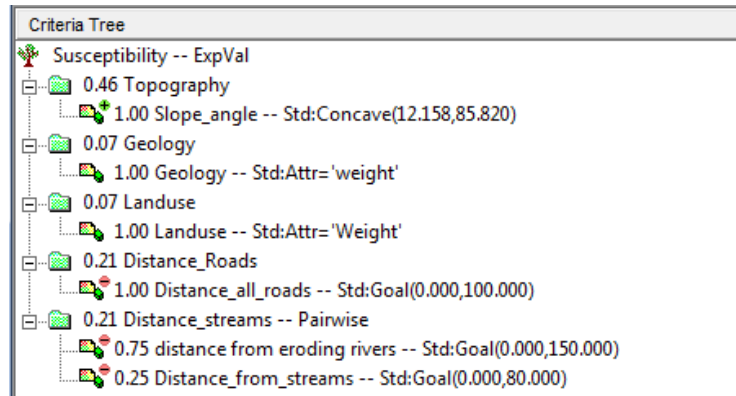 Criteria Tree
Susceptibility -- ExpVal
0.46 Topography
1.00 Slope_angle -- Std:Concave(12.158,85.820)
0.07 Geology
1.00 Geology -- Std:Attr='weight'
0.07 Landuse
1.00 Landuse -- Std:Attr='Weight'
0.21 Distance_Roads
1.00 Distance_all_roads -- Std:Goal(0.000,100.000)
0.21 Distance_streams -- Pairwise
0.75 distance from eroding rivers -- Std:Goal(0.000,150.000)
0.25 Distance_from_streams -- Std:Goal(0.000,80.000)